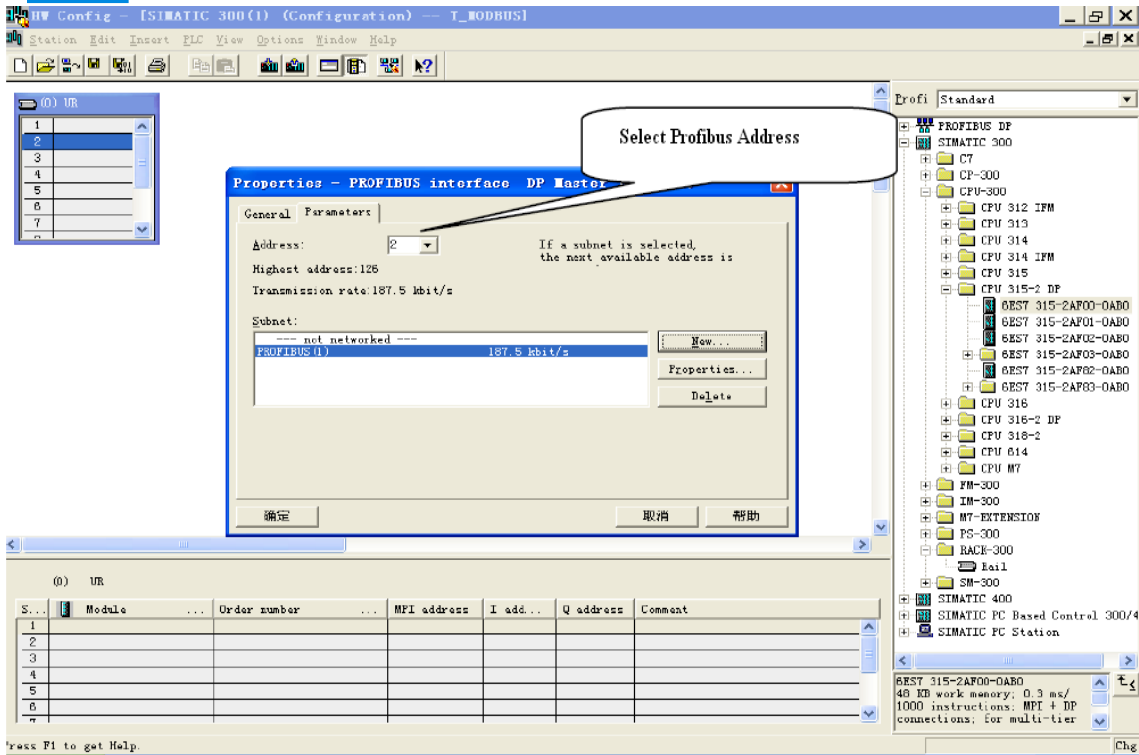 HW Config - [SIMATIC 300(1) (Configuration) -- T_MODBUS]
Station Edit Insert PLC View Options Window Help
(0) UR
1
2
3
4
5
6
7
Select Profibus Address
Properties - PROFIBUS interface DP Master
General Parameters
Address: 2
If a subnet is selected,
the next available address is
Highest address:126
Transmission rate:187.5 kbit/s
Subnet:
--- not networked ---
PROFIBUS(1) 187.5 kbit/s
New...
Properties...
Delete
确定 取消 帮助
Profi Standard
PROFIBUS DP
SIMATIC 300
C7
CP-300
CPU-300
CPU 312 IFM
CPU 313
CPU 314
CPU 314 IFM
CPU 315
CPU 315-2 DP
6ES7 315-2AF00-0AB0
6ES7 315-2AF01-0AB0
6ES7 315-2AF02-0AB0
6ES7 315-2AF03-0AB0
6ES7 315-2AF82-0AB0
6ES7 315-2AF83-0AB0
CPU 316
CPU 316-2 DP
CPU 318-2
CPU 614
CPU M7
FM-300
IM-300
M7-EXTENSION
PS-300
RACK-300
Rail
SM-300
SIMATIC 400
SIMATIC PC Based Control 300/4
SIMATIC PC Station
6ES7 315-2AF00-0AB0
48 KB work memory; 0.3 ms/
1000 instructions; MPI + DP
connections; for multi-tier
(0) UR
S... Module ... Order number ... MPI address I add... Q address Comment
1
2
3
4
5
6
7
Press F1 to get Help.
Chg